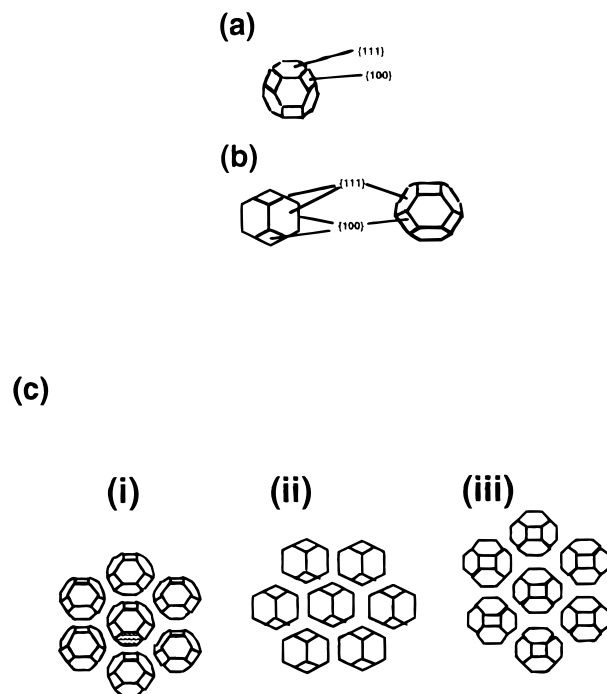 (a)
{111}
{100}
(b)
{111}
{100}
(c)
(i) (ii) (iii)